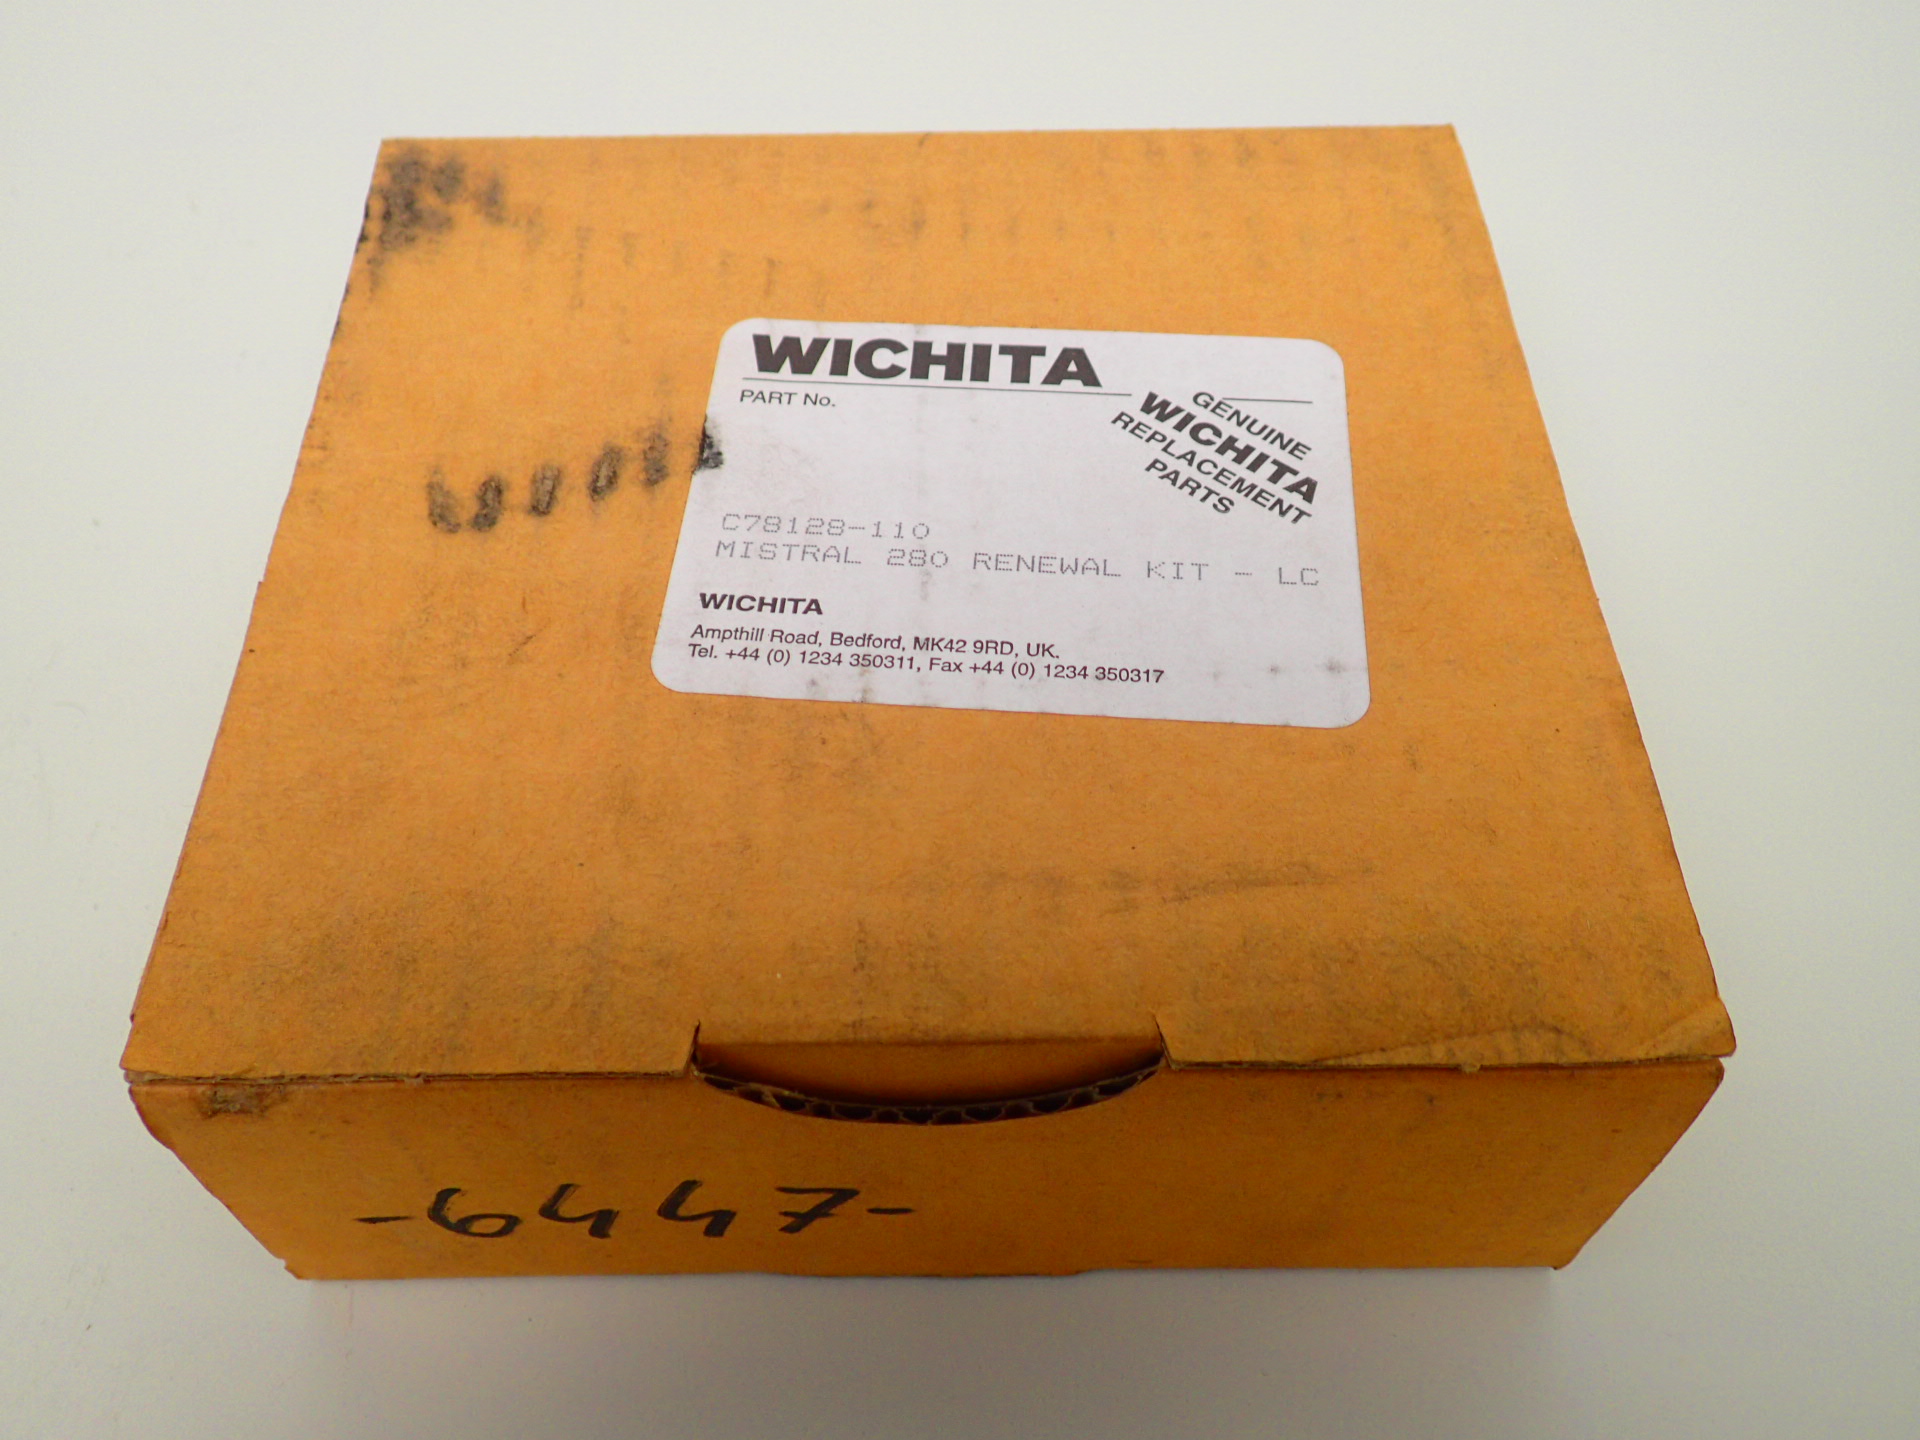 WICHITA
PART No.
GENUINE
WICHITA
REPLACEMENT
PARTS
C78128-110
MISTRAL 280 RENEWAL KIT - LC
WICHITA
Ampthill Road, Bedford, MK42 9RD, UK.
Tel. +44 (0) 1234 350311, Fax +44 (0) 1234 350317
-6447-